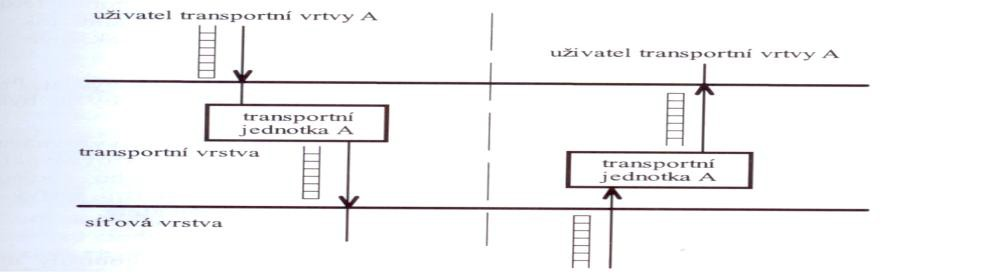 uživatel transportní vrtvy A
uživatel transportní vrtvy A
transportní
jednotka A
transportní vrstva
transportní
jednotka A
síťová vrstva